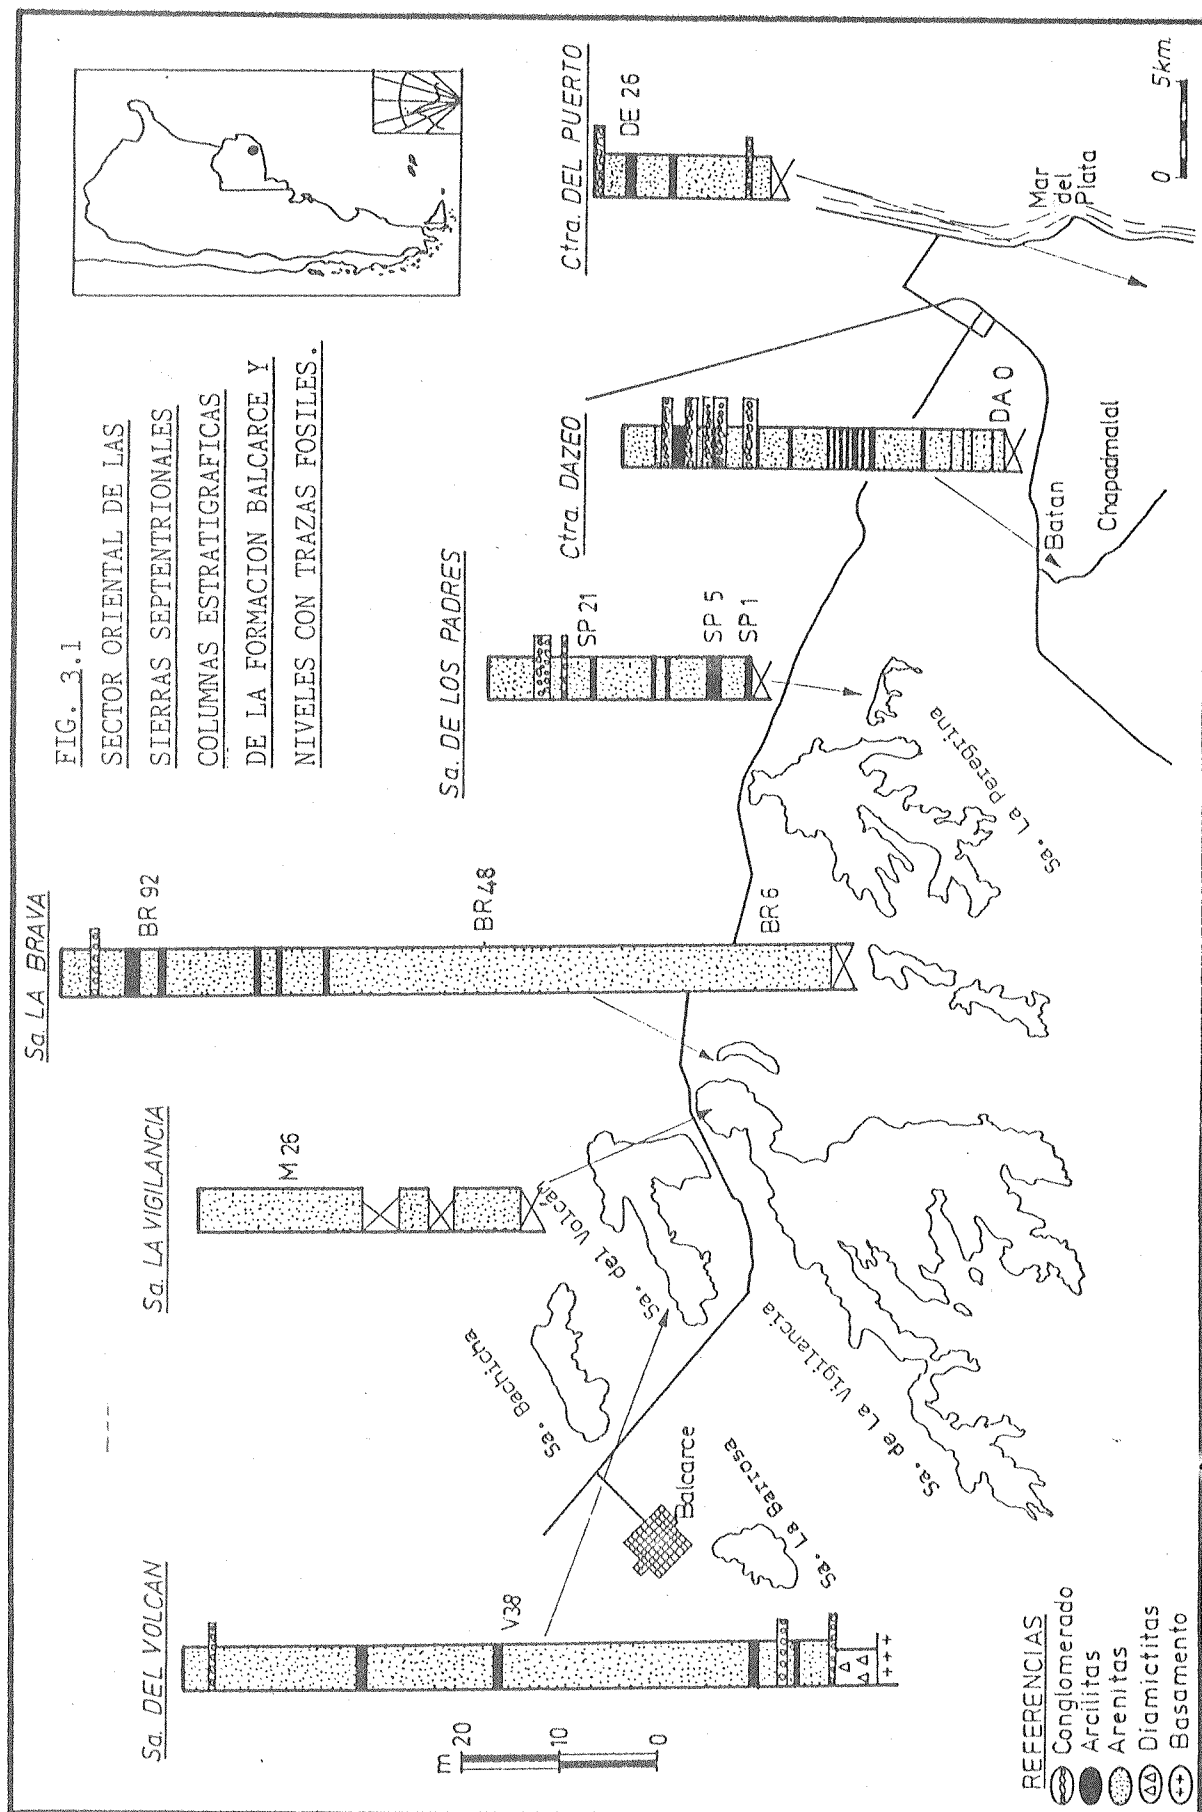 FIG. 3.1
SECTOR ORIENTAL DE LAS
SIERRAS SEPTENTRIONALES
COLUMNAS ESTRATIGRAFICAS
DE LA FORMACION BALCARCE Y
NIVELES CON TRAZAS FOSILES.
Sa. DEL VOLCAN
V38
m
20
10
0
Sa. LA VIGILANCIA
M 26
Sa. LA BRAVA
BR 92
BR 48
BR 6
Sa. DE LOS PADRES
SP 21
SP 5
SP 1
Ctra. DAZEO
DA 0
Ctra. DEL PUERTO
DE 26
Sa. Bachicha
Sa. del Volcán
Balcarce
Sa. La Barrosa
Sa. de La Vigilancia
Sa. La Peregrina
Batan
Chapadmalal
Mar
del
Plata
0 5km.
REFERENCIAS
Conglomerado
Arcilitas
Arenitas
Diamictitas
Basamento